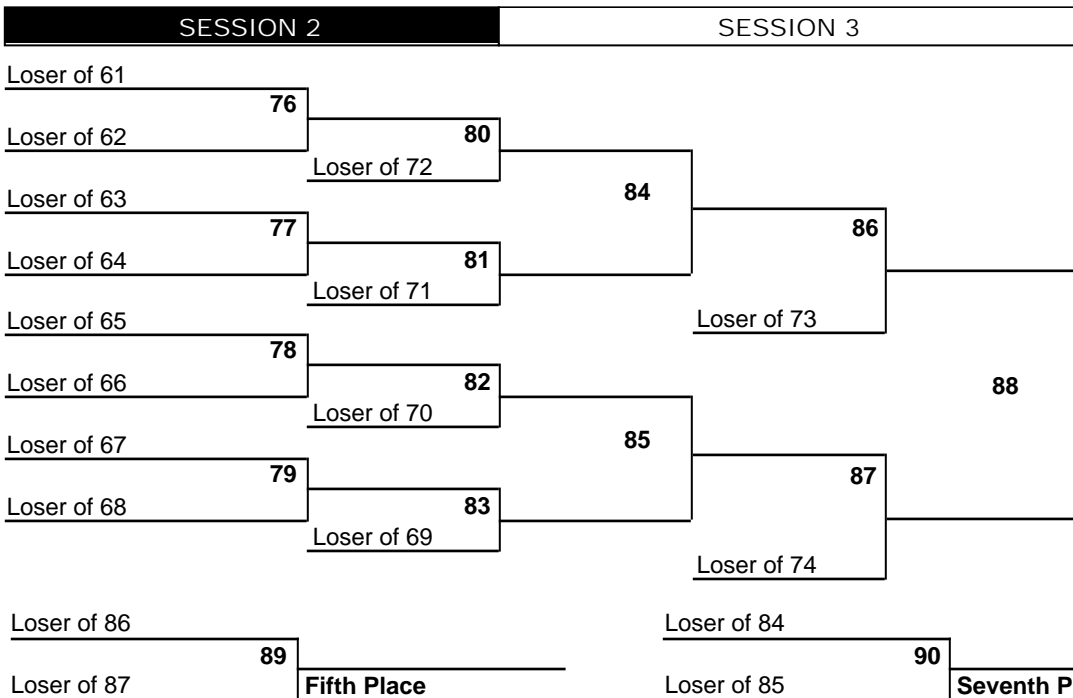 SESSION 2 SESSION 3
Loser of 61
76
Loser of 62 80
Loser of 72
Loser of 63 84
77 86
Loser of 64 81
Loser of 71
Loser of 65 Loser of 73
78
Loser of 66 82 88
Loser of 70
Loser of 67 85
79 87
Loser of 68 83
Loser of 69
Loser of 74
Loser of 86 Loser of 84
89 90
Loser of 87 Fifth Place Loser of 85 Seventh P